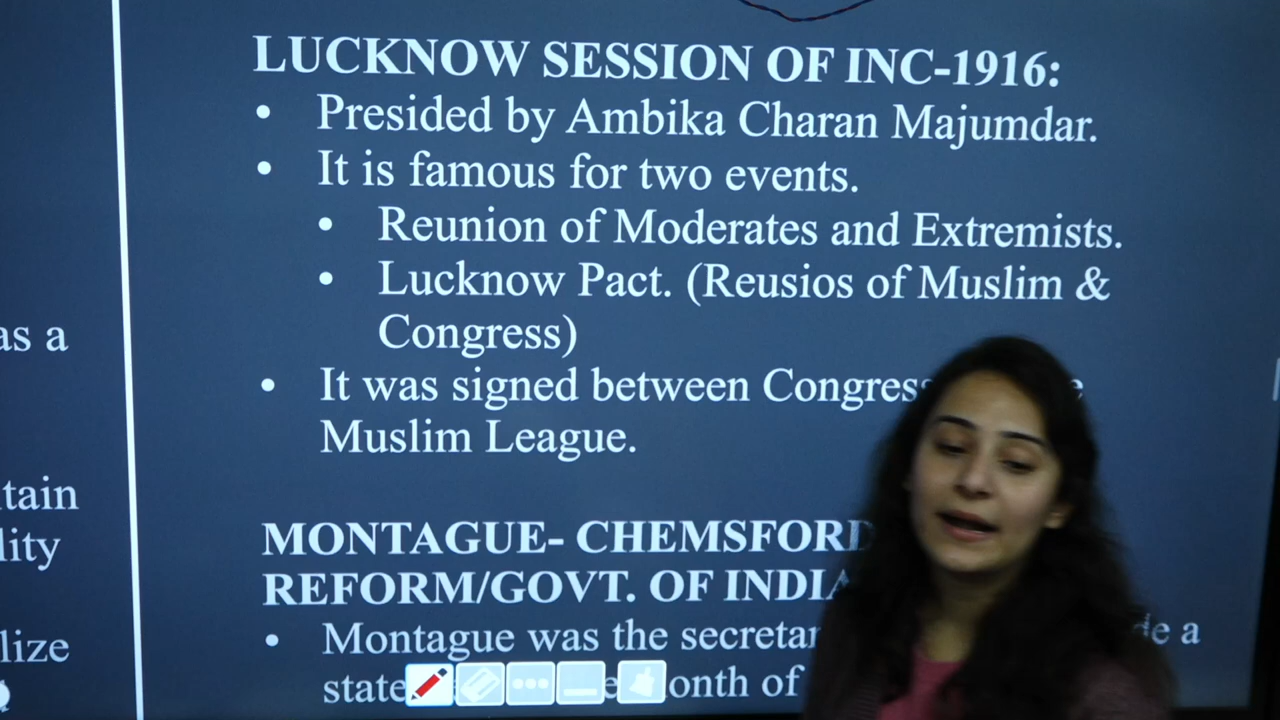 LUCKNOW SESSION OF INC-1916:
• Presided by Ambika Charan Majumdar.
• It is famous for two events.
• Reunion of Moderates and Extremists.
• Lucknow Pact. (Reusios of Muslim &
Congress)
• It was signed between Congress
Muslim League.
MONTAGUE- CHEMSFORD
REFORM/GOVT. OF INDIA
• Montague was the a
state of
as a
tain
lity
lize